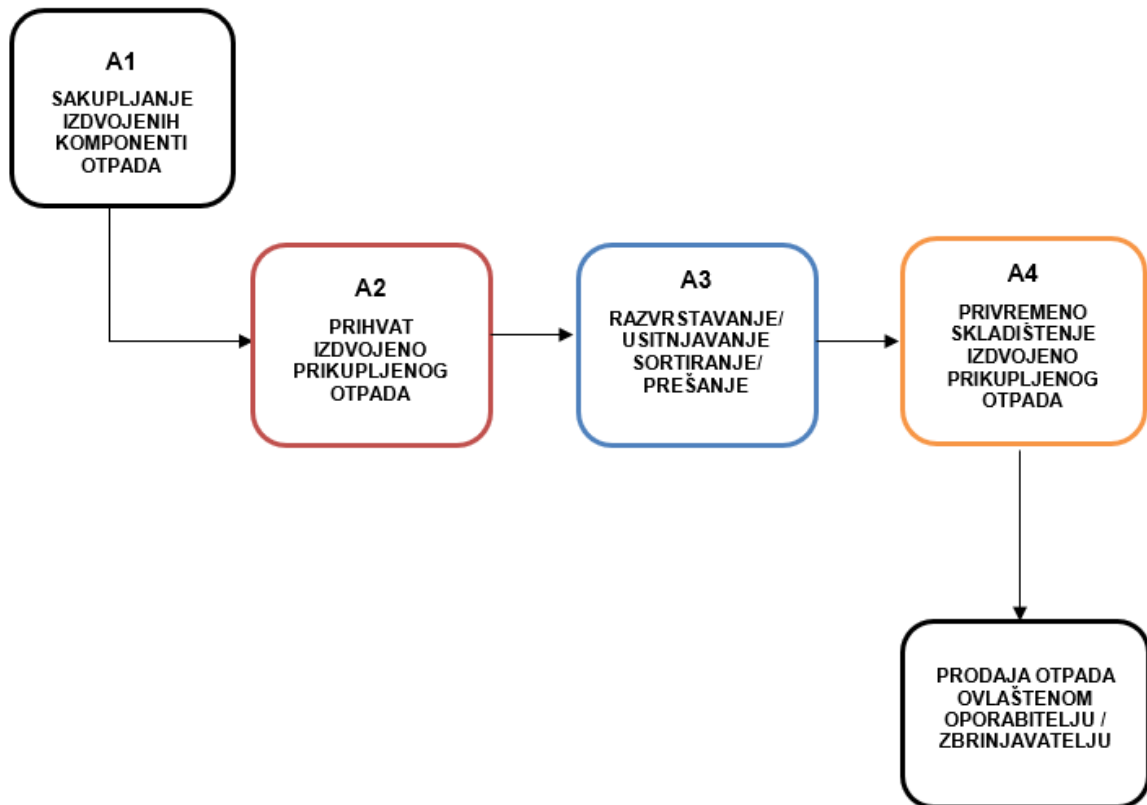 A1
SAKUPLJANJE
IZDVOJENIH
KOMPONENTI
OTPADA
A2
PRIHVAT
IZDVOJENO
PRIKUPLJENOG
OTPADA
A3
RAZVRSTAVANJE/
USITNJAVANJE
SORTIRANJE/
PREŠANJE
A4
PRIVREMENO
SKLADIŠTENJE
IZDVOJENO
PRIKUPLJENOG
OTPADA
PRODAJA OTPADA
OVLAŠTENOM
OPORABITELJU /
ZBRINJAVATELJU